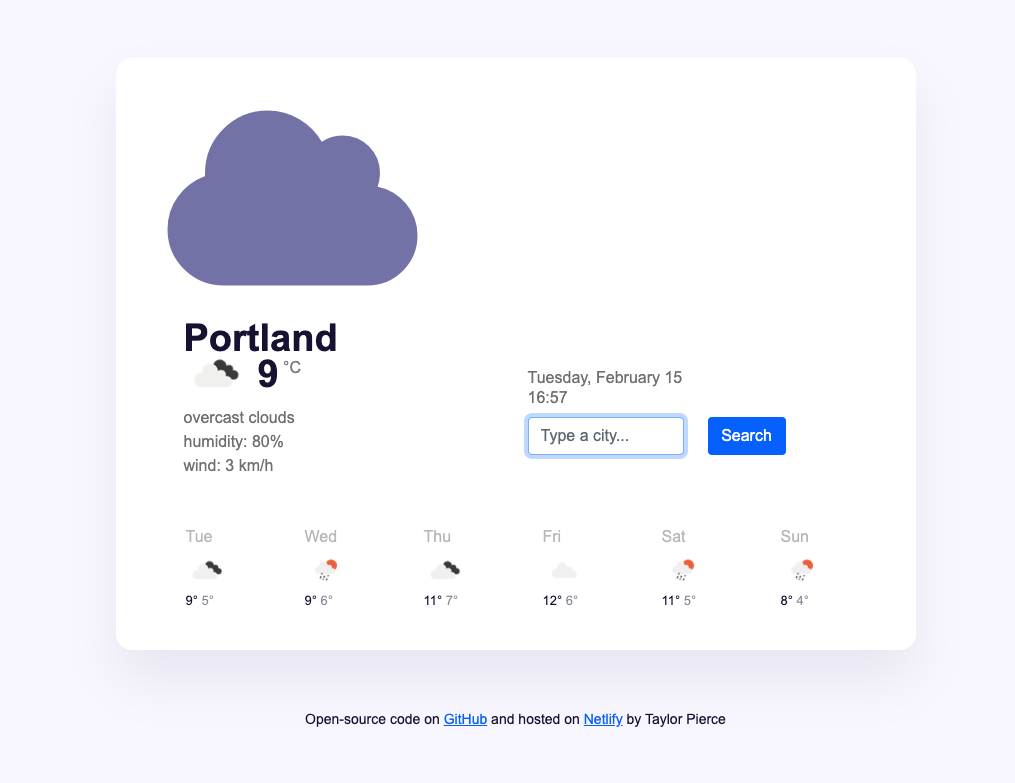 Portland
9 °C
overcast clouds
humidity: 80%
wind: 3 km/h
Tuesday, February 15
16:57
Type a city...
Search
Tue Wed Thu Fri Sat Sun
9° 5° 9° 6° 11° 7° 12° 6° 11° 5° 8° 4°
Open-source code on GitHub and hosted on Netlify by Taylor Pierce